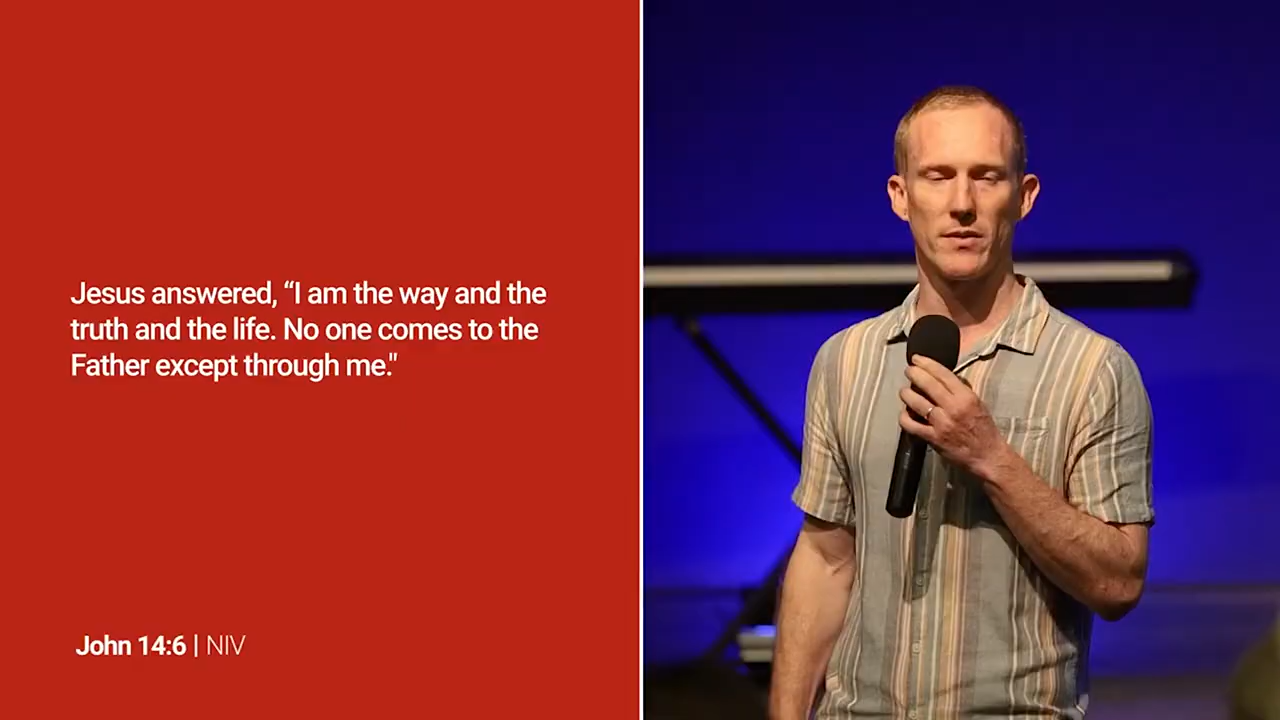 Jesus answered, “I am the way and the
truth and the life. No one comes to the
Father except through me."
John 14:6 | NIV